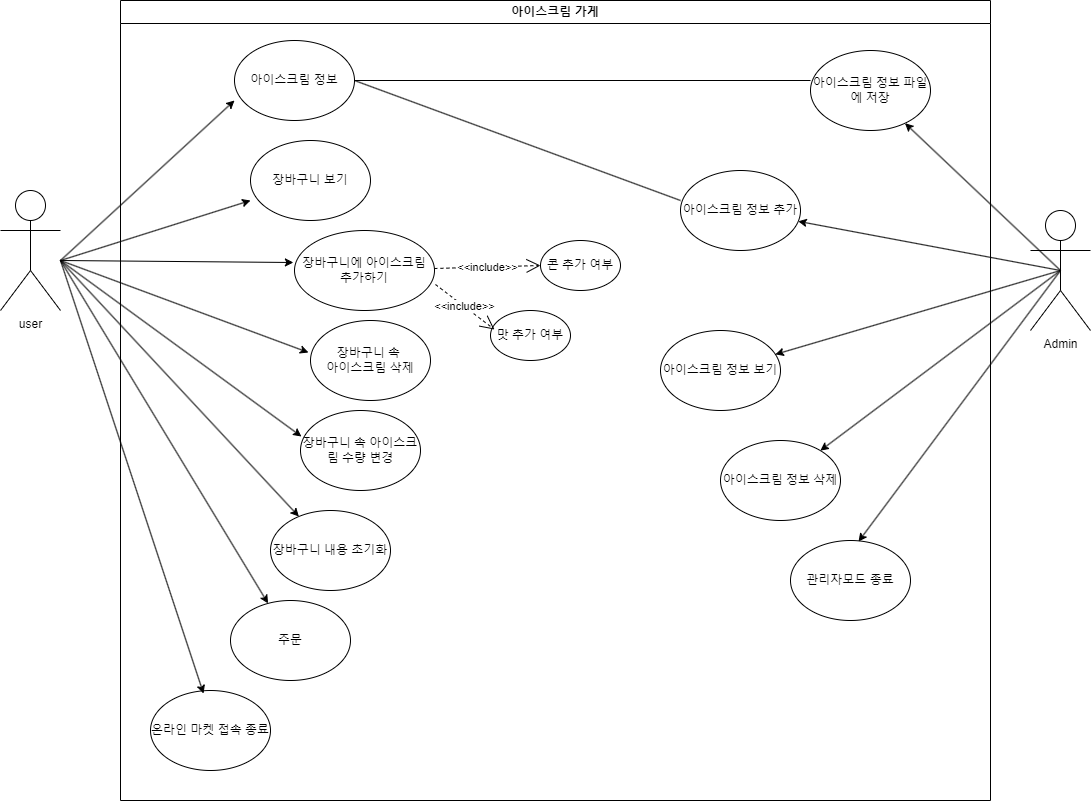 아이스크림 가게
아이스크림 정보
아이스크림 정보 파일
에 저장
장바구니 보기
아이스크림 정보 추가
장바구니에 아이스크림
추가하기
<<include>>
콘 추가 여부
<<include>>
맛 추가 여부
user
Admin
장바구니 속
아이스크림 삭제
아이스크림 정보 보기
장바구니 속 아이스크
림 수량 변경
아이스크림 정보 삭제
장바구니 내용 초기화
관리자모드 종료
주문
온라인 마켓 접속 종료